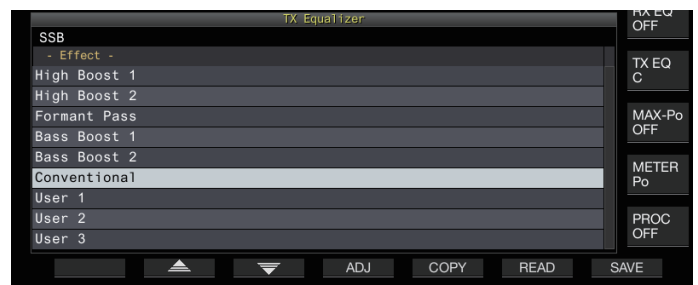 TX Equalizer
SSB
- Effect -
High Boost 1
High Boost 2
Formant Pass
Bass Boost 1
Bass Boost 2
Conventional
User 1
User 2
User 3
RX EQ
OFF
TX EQ
C
MAX-Po
OFF
METER
Po
PROC
OFF
ADJ
COPY
READ
SAVE